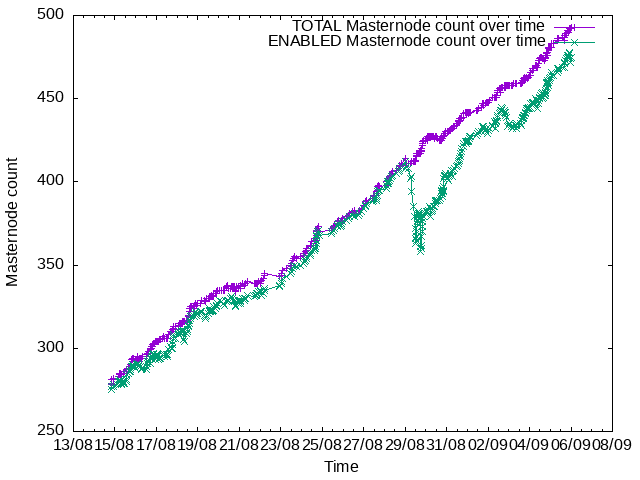 500
TOTAL Masternode count over time
ENABLED Masternode count over time
450
400
Masternode count
350
300
250
13/08 15/08 17/08 19/08 21/08 23/08 25/08 27/08 29/08 31/08 02/09 04/09 06/09 08/09
Time